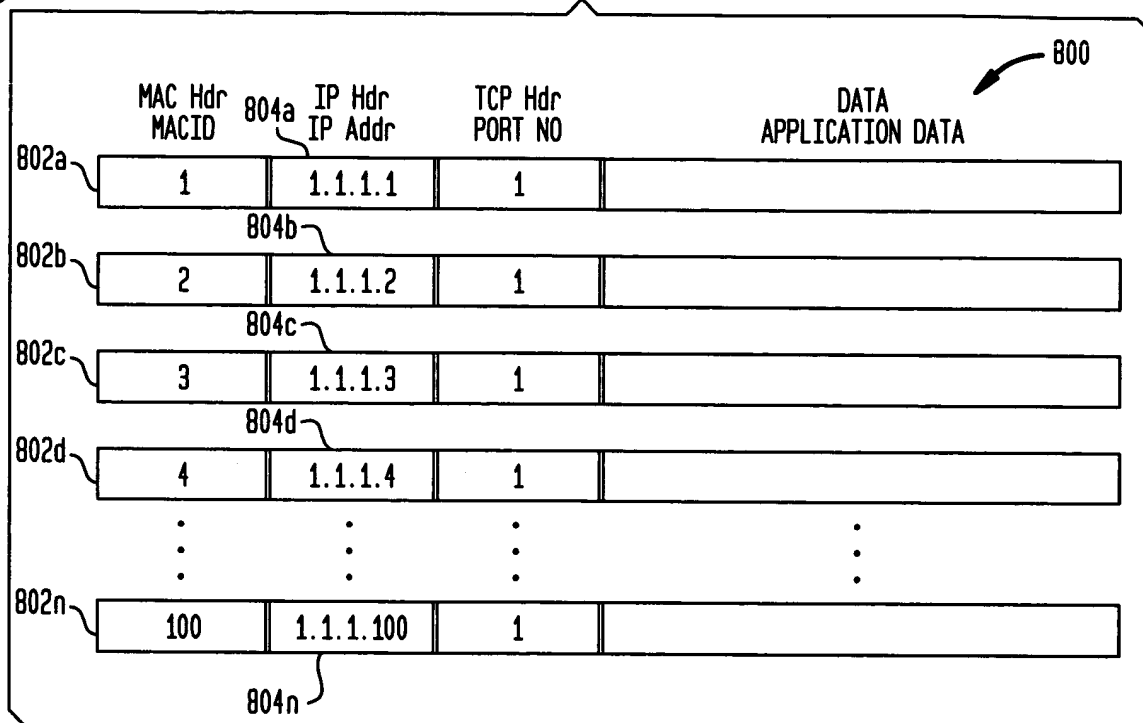 800
MAC Hdr MACID
804a
IP Hdr IP Addr
TCP Hdr PORT NO
DATA APPLICATION DATA
802a
1 1.1.1.1 1
804b
802b
2 1.1.1.2 1
804c
802c
3 1.1.1.3 1
804d
802d
4 1.1.1.4 1
802n
100 1.1.1.100 1
804n